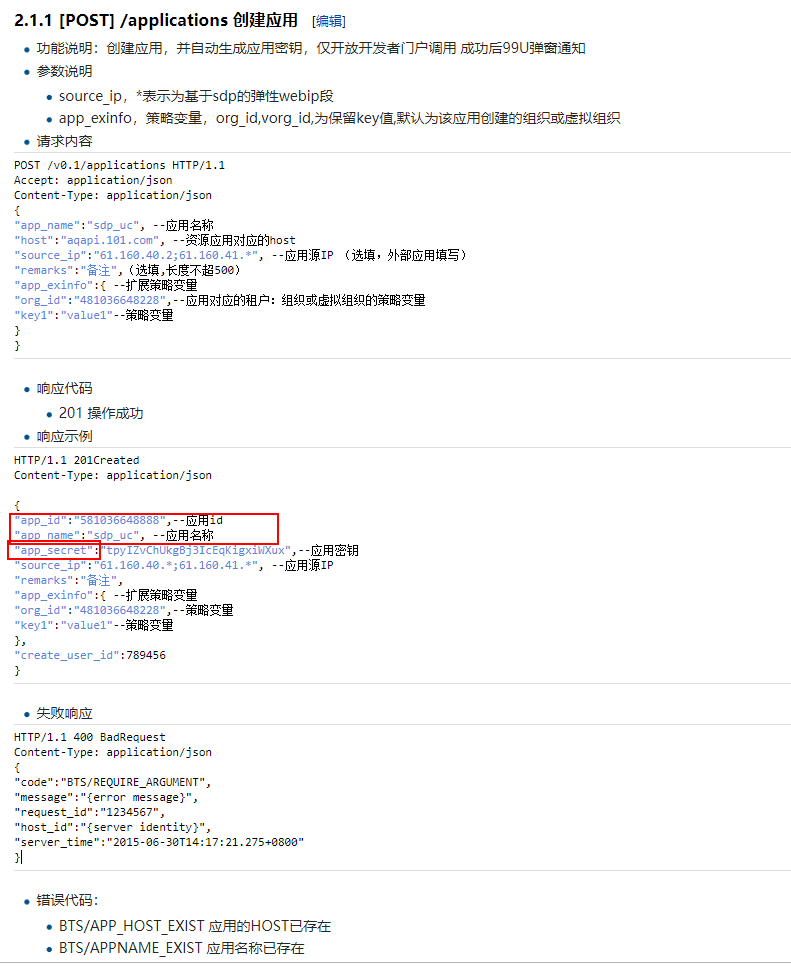 2.1.1 [POST] /applications 创建应用 [编辑]
功能说明：创建应用，并自动生成应用密钥，仅开放开发者门户调用 成功后99U弹窗通知
参数说明
source_ip，*表示为基于sdp的弹性webip段
app_exinfo，策略变量，org_id,vorg_id,为保留key值,默认为该应用创建的组织或虚拟组织
请求内容
POST /v0.1/applications HTTP/1.1
Accept: application/json
Content-Type: application/json
{
"app_name":"sdp_uc", --应用名称
"host":"aqapi.101.com", --资源应用对应的host
"source_ip":"61.160.40.2;61.160.41.*", --应用源IP （选填，外部应用填写）
"remarks":"备注",（选填,长度不超500）
"app_exinfo":{ --扩展策略变量
"org_id":"481036648228",--应用对应的租户：组织或虚拟组织的策略变量
"key1":"value1"--策略变量
}
}
响应代码
201 操作成功
响应示例
HTTP/1.1 201Created
Content-Type: application/json
{
"app_id":"581036648888",--应用id
"app_name":"sdp_uc", --应用名称
"app_secret":"tpyIZvChUkgBj3IcEqKigxiWXux",--应用密钥
"source_ip":"61.160.40.*;61.160.41.*", --应用源IP
"remarks":"备注",
"app_exinfo":{ --扩展策略变量
"org_id":"481036648228",--策略变量
"key1":"value1"--策略变量
},
"create_user_id":789456
}
失败响应
HTTP/1.1 400 BadRequest
Content-Type: application/json
{
"code":"BTS/REQUIRE_ARGUMENT",
"message":"{error message}",
"request_id":"1234567",
"host_id":"{server identity}",
"server_time":"2015-06-30T14:17:21.275+0800"
}
错误代码：
BTS/APP_HOST_EXIST 应用的HOST已存在
BTS/APPNAME_EXIST 应用名称已存在